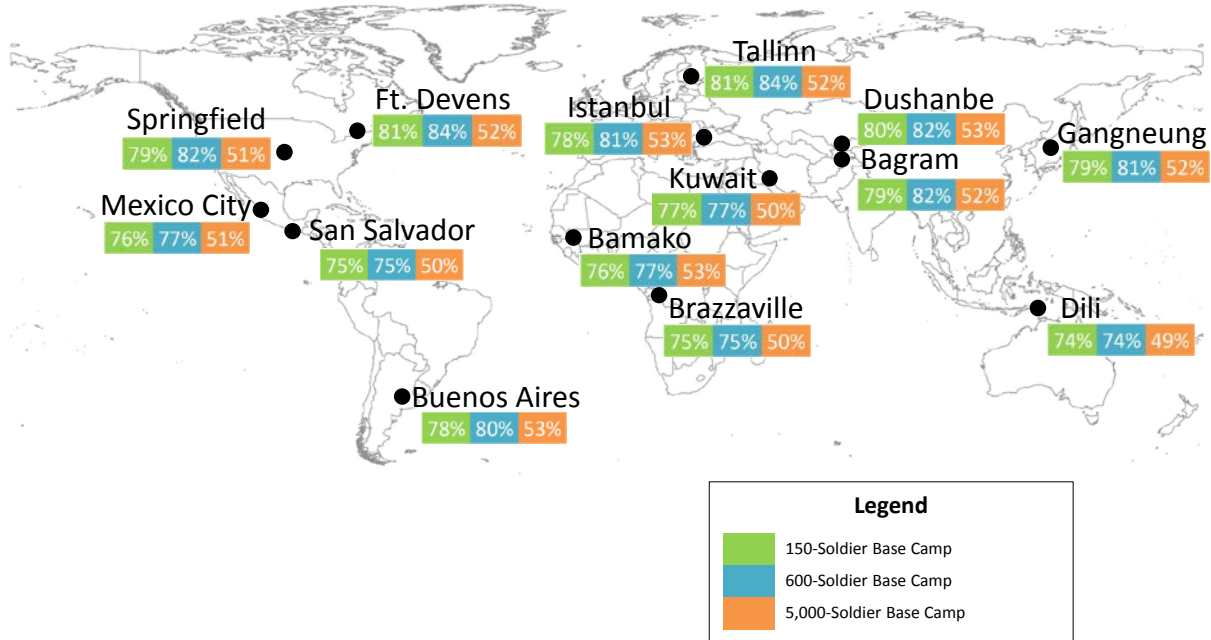 Tallinn
81% 84% 52%
Ft. Devens
81% 84% 52%
Istanbul
78% 81% 53%
Dushanbe
80% 82% 53%
Springfield
79% 82% 51%
Gangneung
79% 81% 52%
Bagram
79% 82% 52%
Kuwait
77% 77% 50%
Mexico City
76% 77% 51%
San Salvador
75% 75% 50%
Bamako
76% 77% 53%
Brazzaville
75% 75% 50%
Dili
74% 74% 49%
Buenos Aires
78% 80% 53%
Legend
150-Soldier Base Camp
600-Soldier Base Camp
5,000-Soldier Base Camp